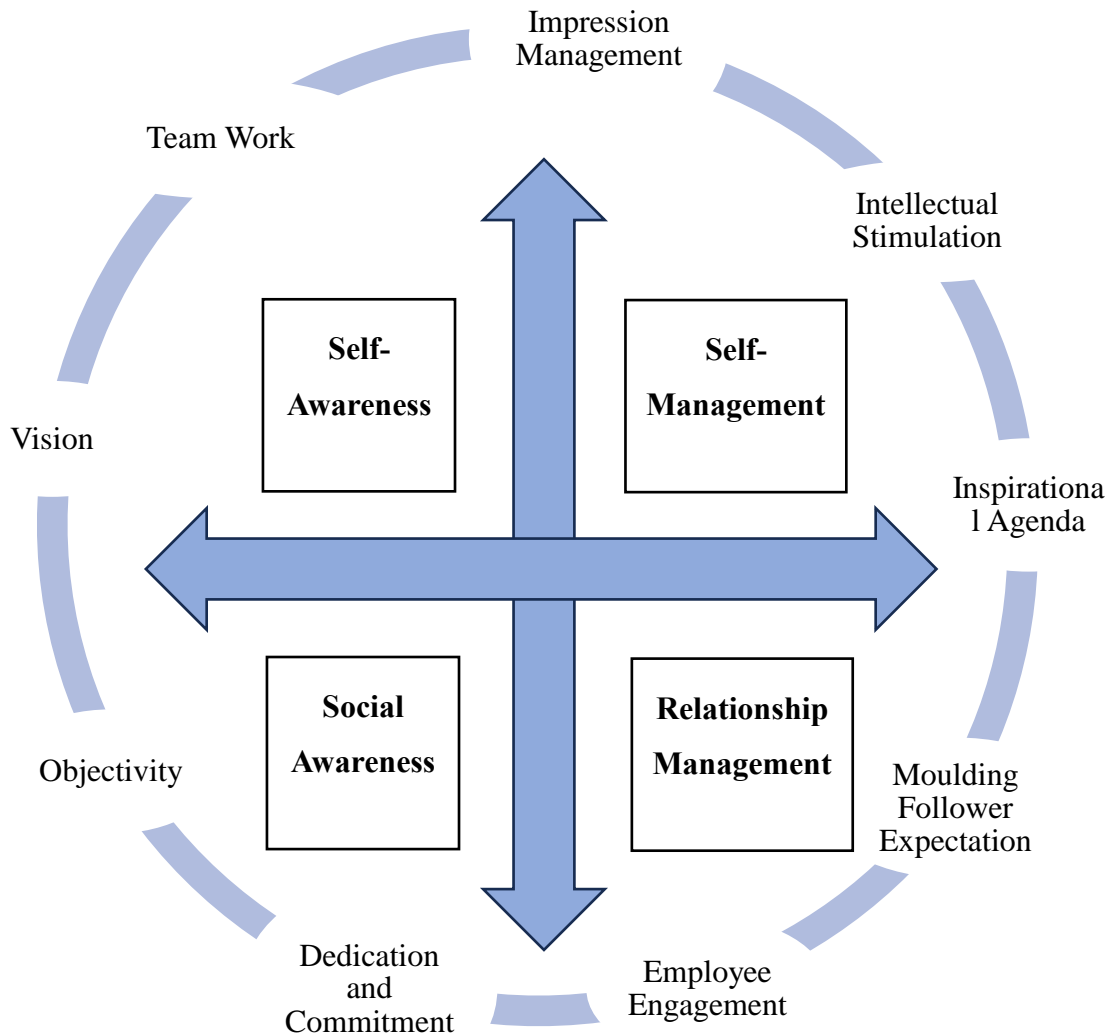 Impression
Management
Team Work
Intellectual
Stimulation
Self-
Awareness
Self-
Management
Vision
Inspirationa
l Agenda
Social
Awareness
Relationship
Management
Objectivity
Moulding
Follower
Expectation
Dedication
and
Commitment
Employee
Engagement